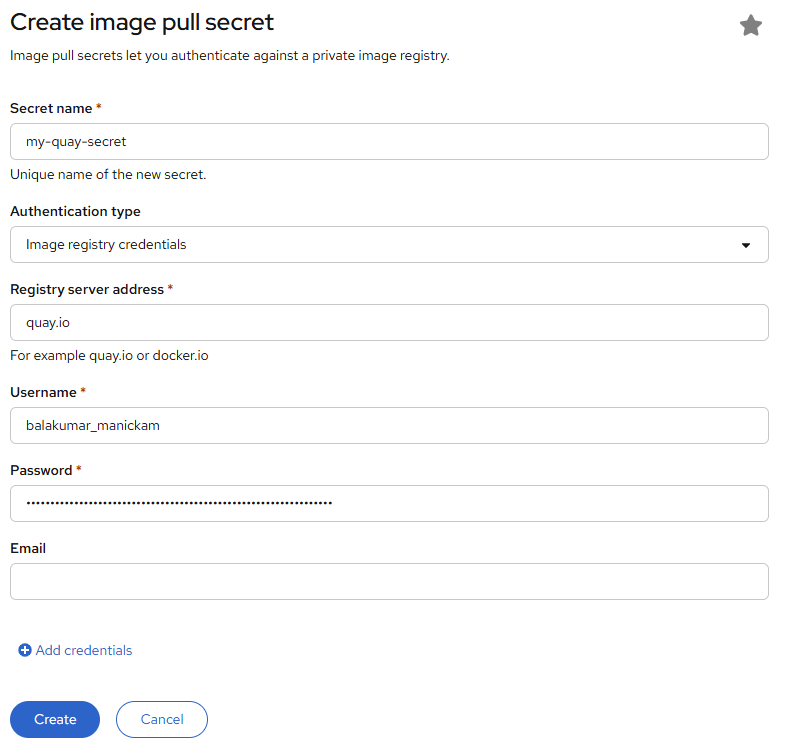 Create image pull secret
Image pull secrets let you authenticate against a private image registry.
Secret name *
my-quay-secret
Unique name of the new secret.
Authentication type
Image registry credentials
Registry server address *
quay.io
For example quay.io or docker.io
Username *
balakumar_manickam
Password *
Email
Add credentials
Create
Cancel